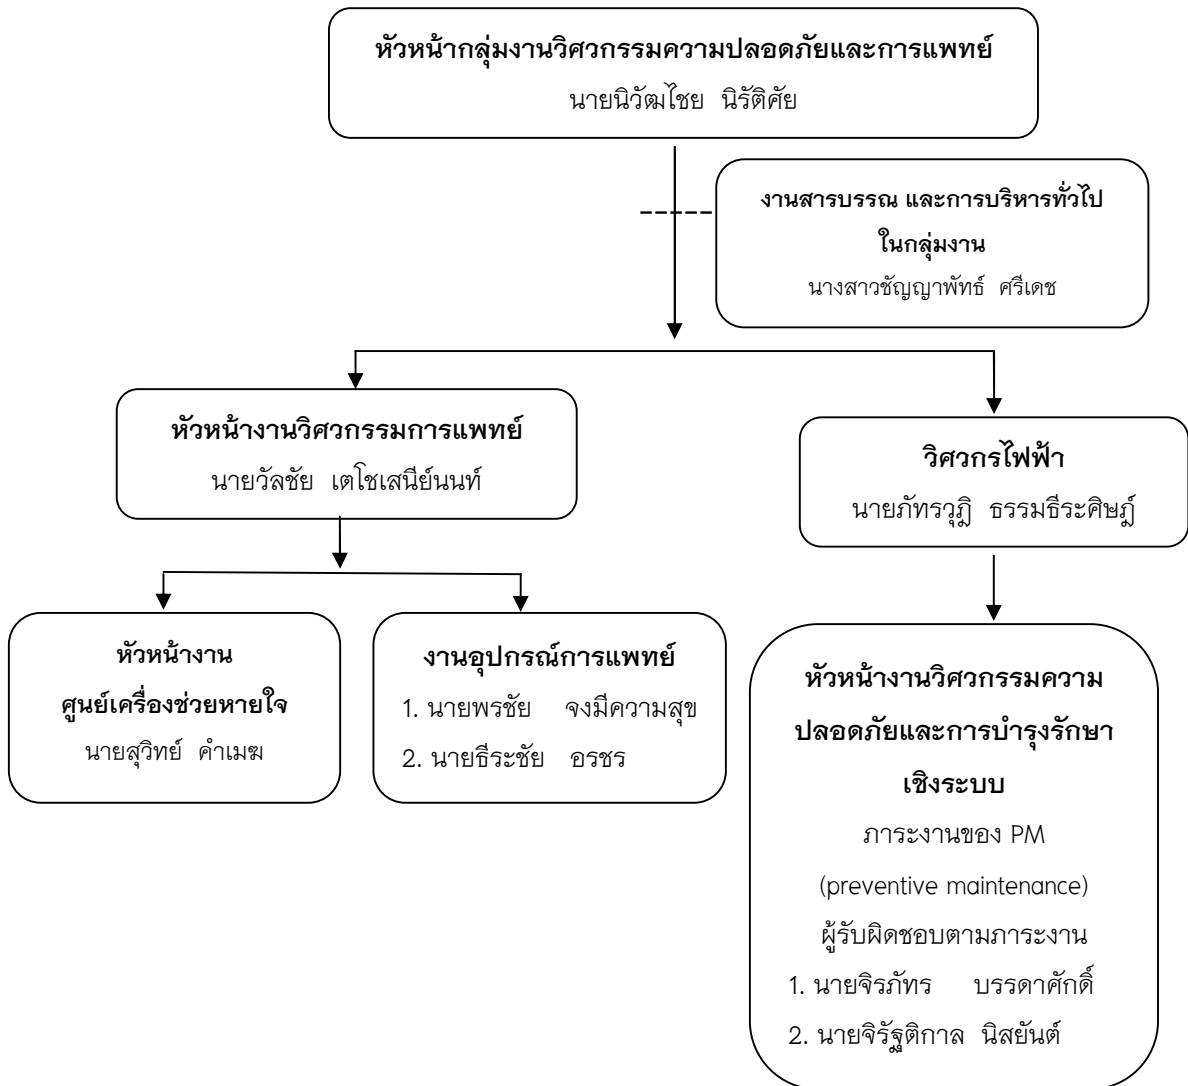 หัวหน้ากลุ่มงานวิศวกรรมความปลอดภัยและการแพทย์
นายนิวัฒไชย นิรัติศัย
งานสารบรรณ และการบริหารทั่วไป
ในกลุ่มงาน
นางสาวชัญญาพัทธ์ ศรีเดช
หัวหน้างานวิศวกรรมการแพทย์
นายวัลชัย เตโชเสนีย์นนท์
วิศวกรไฟฟ้า
นายภัทรวุฎิ ธรรมธีระศิษฎ์
หัวหน้างาน
ศูนย์เครื่องช่วยหายใจ
นายสุวิทย์ คำเมฆ
งานอุปกรณ์การแพทย์
1. นายพรชัย จงมีความสุข
2. นายธีระชัย อรชร
หัวหน้างานวิศวกรรมความ
ปลอดภัยและการบำรุงรักษา
เชิงระบบ
ภาระงานของ PM
(preventive maintenance)
ผู้รับผิดชอบตามภาระงาน
1. นายจิรภัทร บรรดาศักดิ์
2. นายจิรัฐติกาล นิสยันต์